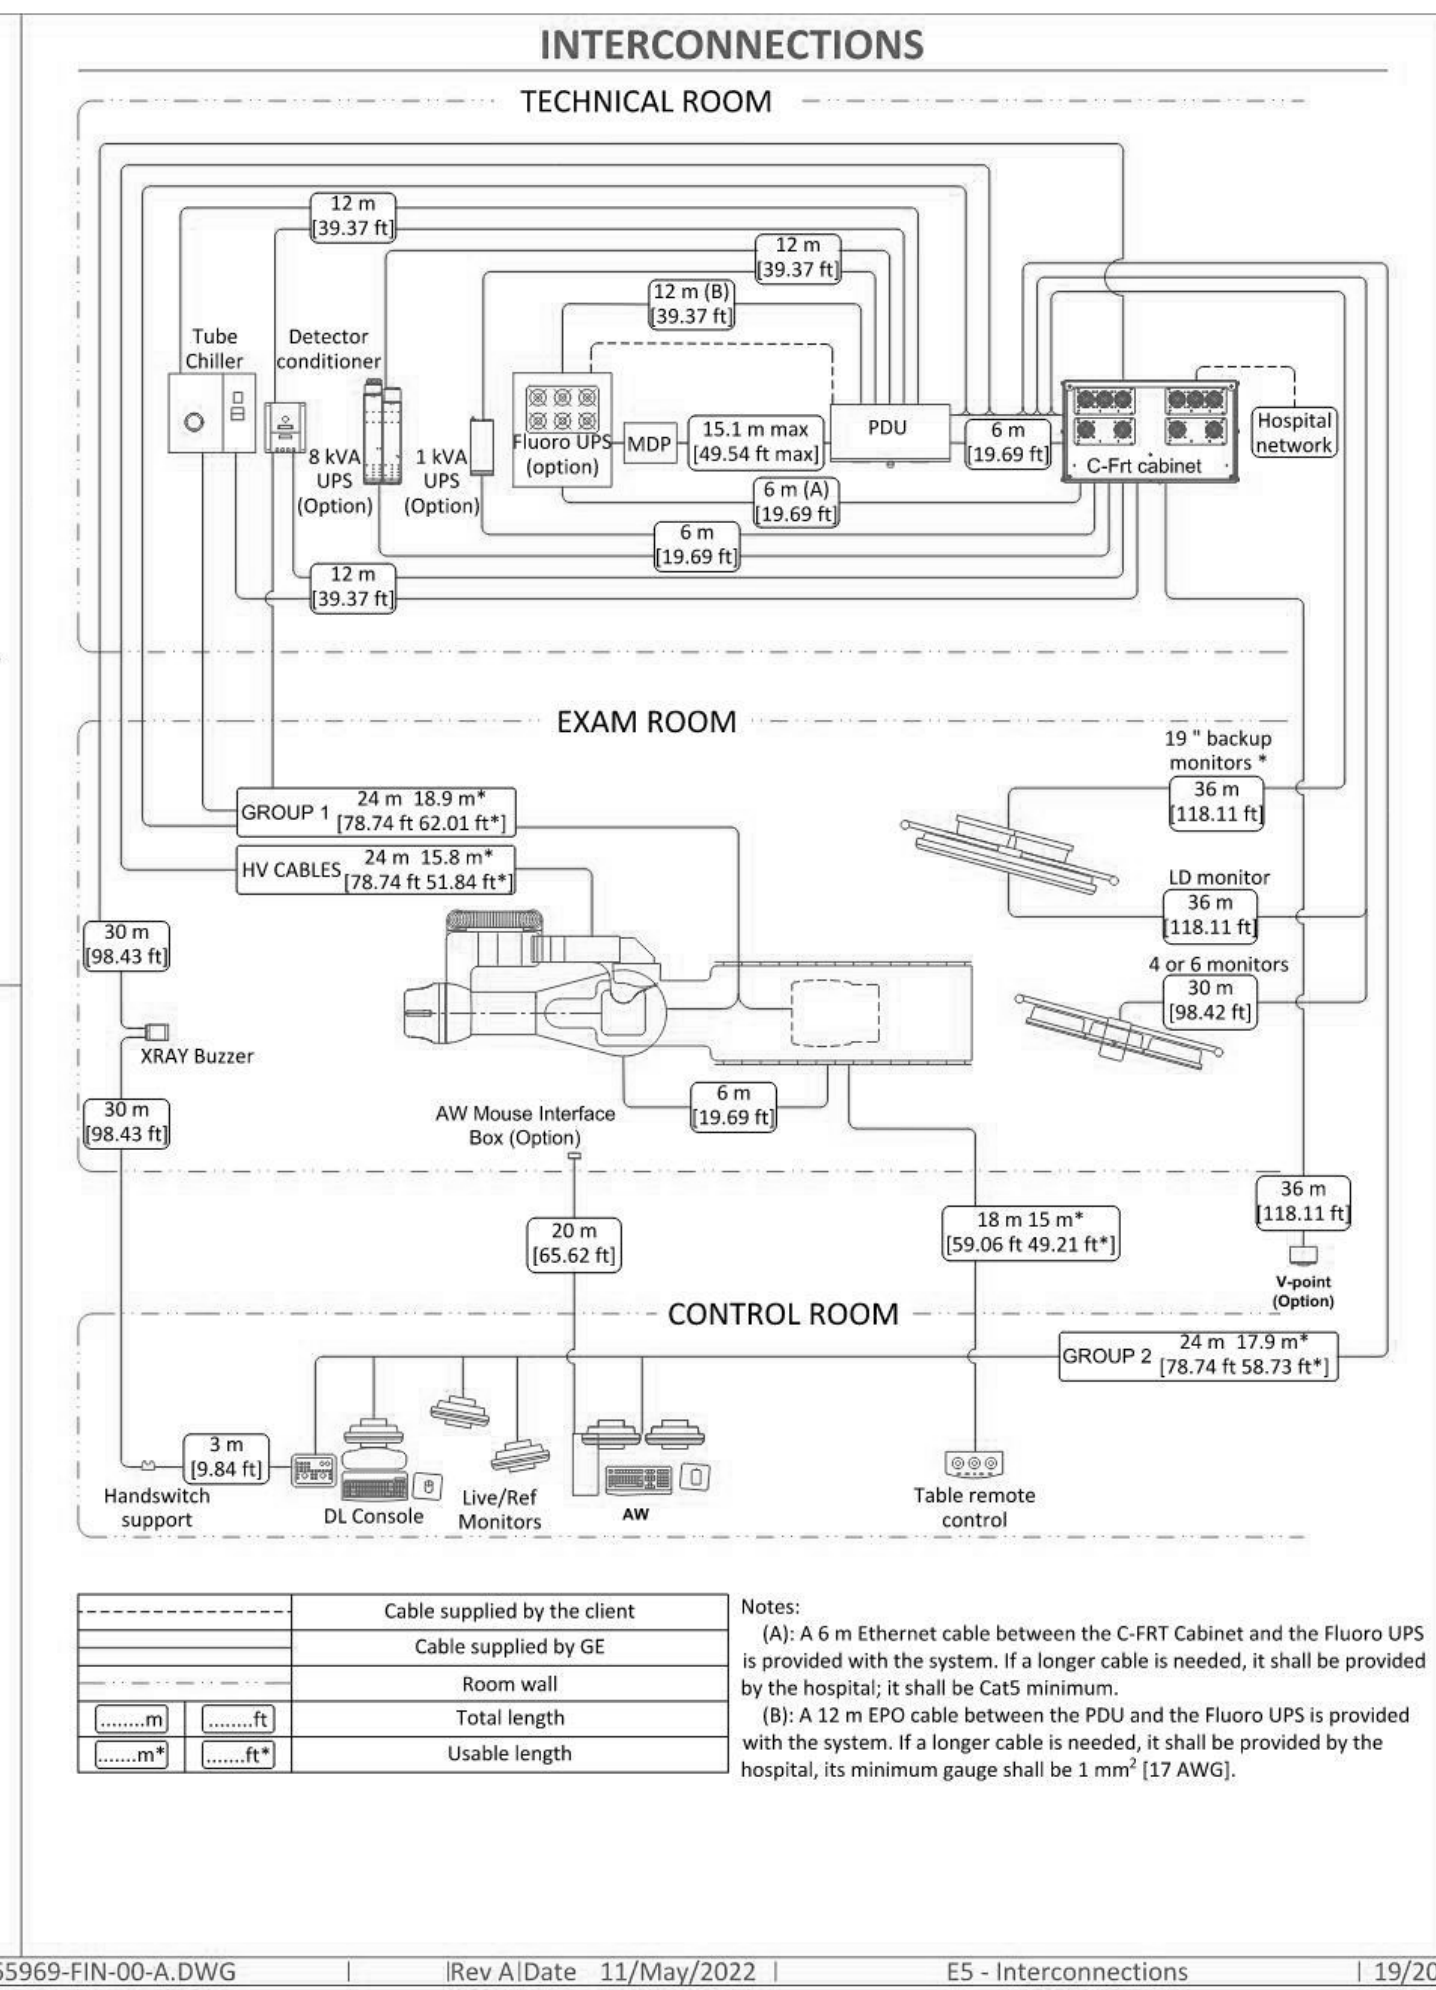 INTERCONNECTIONS
TECHNICAL ROOM
12 m
[39.37 ft]
12 m
[39.37 ft]
12 m (B)
[39.37 ft]
Tube
Chiller
Detector
conditioner
8 kVA
UPS
(Option)
1 kVA
UPS
(Option)
Fluoro UPS
(option)
MDP
15.1 m max
[49.54 ft max]
PDU
6 m
[19.69 ft]
C-Frt cabinet
Hospital
network
6 m (A)
[19.69 ft]
6 m
[19.69 ft]
12 m
[39.37 ft]
EXAM ROOM
19 " backup
monitors *
36 m
[118.11 ft]
GROUP 1 24 m 18.9 m*
[78.74 ft 62.01 ft*]
HV CABLES 24 m 15.8 m*
[78.74 ft 51.84 ft*]
LD monitor
36 m
[118.11 ft]
30 m
[98.43 ft]
4 or 6 monitors
30 m
[98.42 ft]
XRAY Buzzer
30 m
[98.43 ft]
6 m
[19.69 ft]
AW Mouse Interface
Box (Option)
20 m
[65.62 ft]
18 m 15 m*
[59.06 ft 49.21 ft*]
36 m
[118.11 ft]
V-point
(Option)
CONTROL ROOM
GROUP 2 24 m 17.9 m*
[78.74 ft 58.73 ft*]
3 m
[9.84 ft]
Handswitch
support
DL Console
Live/Ref
Monitors
AW
Table remote
control
Cable supplied by the client
Cable supplied by GE
Room wall
........m ........ft Total length
.......m* .......ft* Usable length
Notes:
(A): A 6 m Ethernet cable between the C-FRT Cabinet and the Fluoro UPS
is provided with the system. If a longer cable is needed, it shall be provided
by the hospital; it shall be Cat5 minimum.
(B): A 12 m EPO cable between the PDU and the Fluoro UPS is provided
with the system. If a longer cable is needed, it shall be provided by the
hospital, its minimum gauge shall be 1 mm² [17 AWG].
5969-FIN-00-A.DWG | |Rev A|Date 11/May/2022 | E5 - Interconnections | 19/20